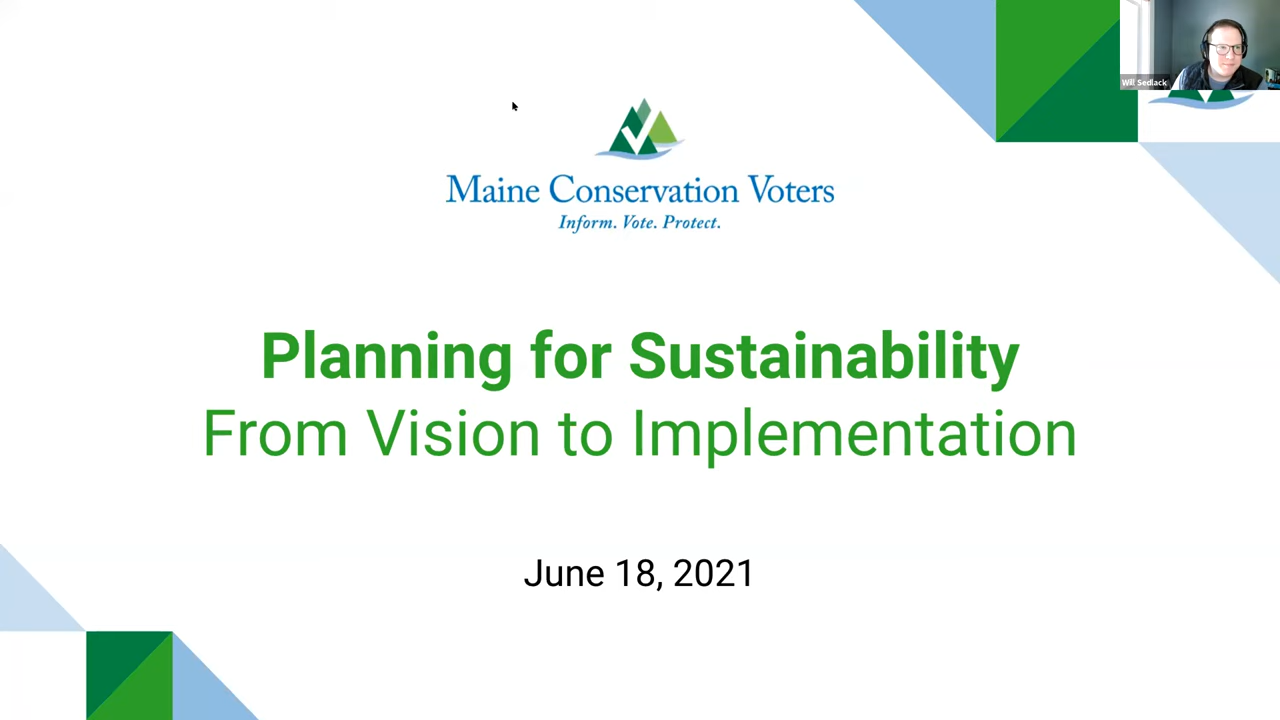 Will Sedlack
Maine Conservation Voters
Inform. Vote. Protect.
Planning for Sustainability
From Vision to Implementation
June 18, 2021